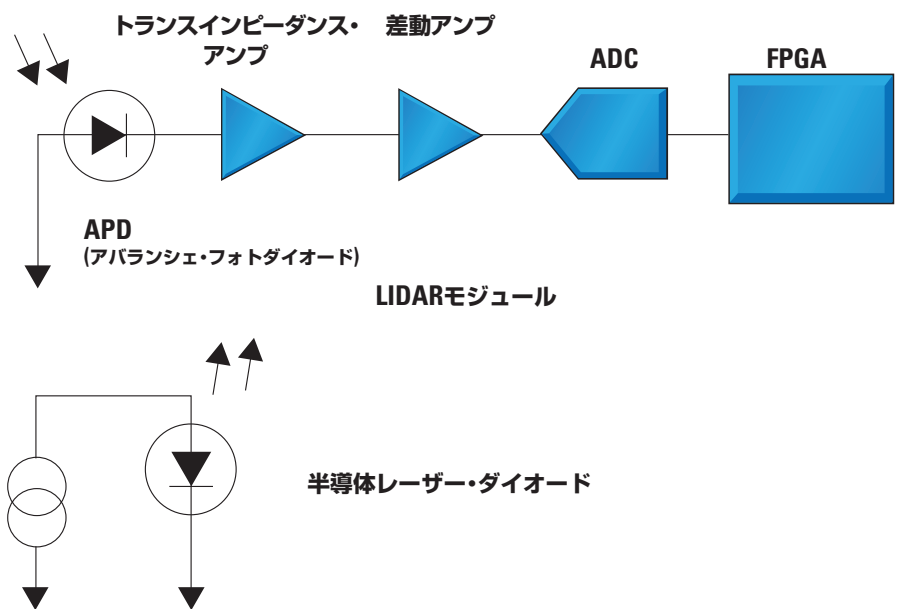 トランスインピーダンス・
アンプ
差動アンプ
ADC
FPGA
APD
(アバランシェ・フォトダイオード)
LIDARモジュール
半導体レーザー・ダイオード